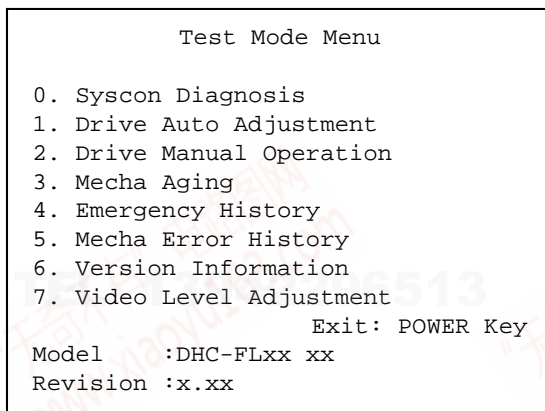 Test Mode Menu
0. Syscon Diagnosis
1. Drive Auto Adjustment
2. Drive Manual Operation
3. Mecha Aging
4. Emergency History
5. Mecha Error History
6. Version Information
7. Video Level Adjustment
Exit: POWER Key
Model :DHC-FLxx xx
Revision :x.xx